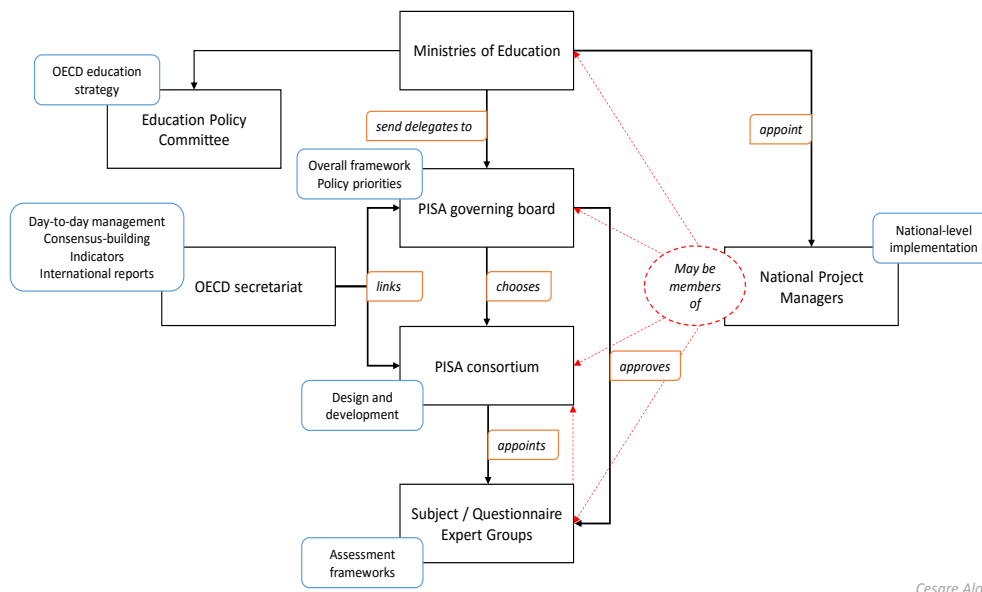 Ministries of Education
OECD education
strategy
Education Policy
Committee
send delegates to
appoint
Overall framework
Policy priorities
PISA governing board
Day-to-day management
Consensus-building
Indicators
International reports
OECD secretariat
links
chooses
May be
members
of
National-level
implementation
National Project
Managers
PISA consortium
approves
Design and
development
appoints
Subject / Questionnaire
Expert Groups
Assessment
frameworks
Cesare